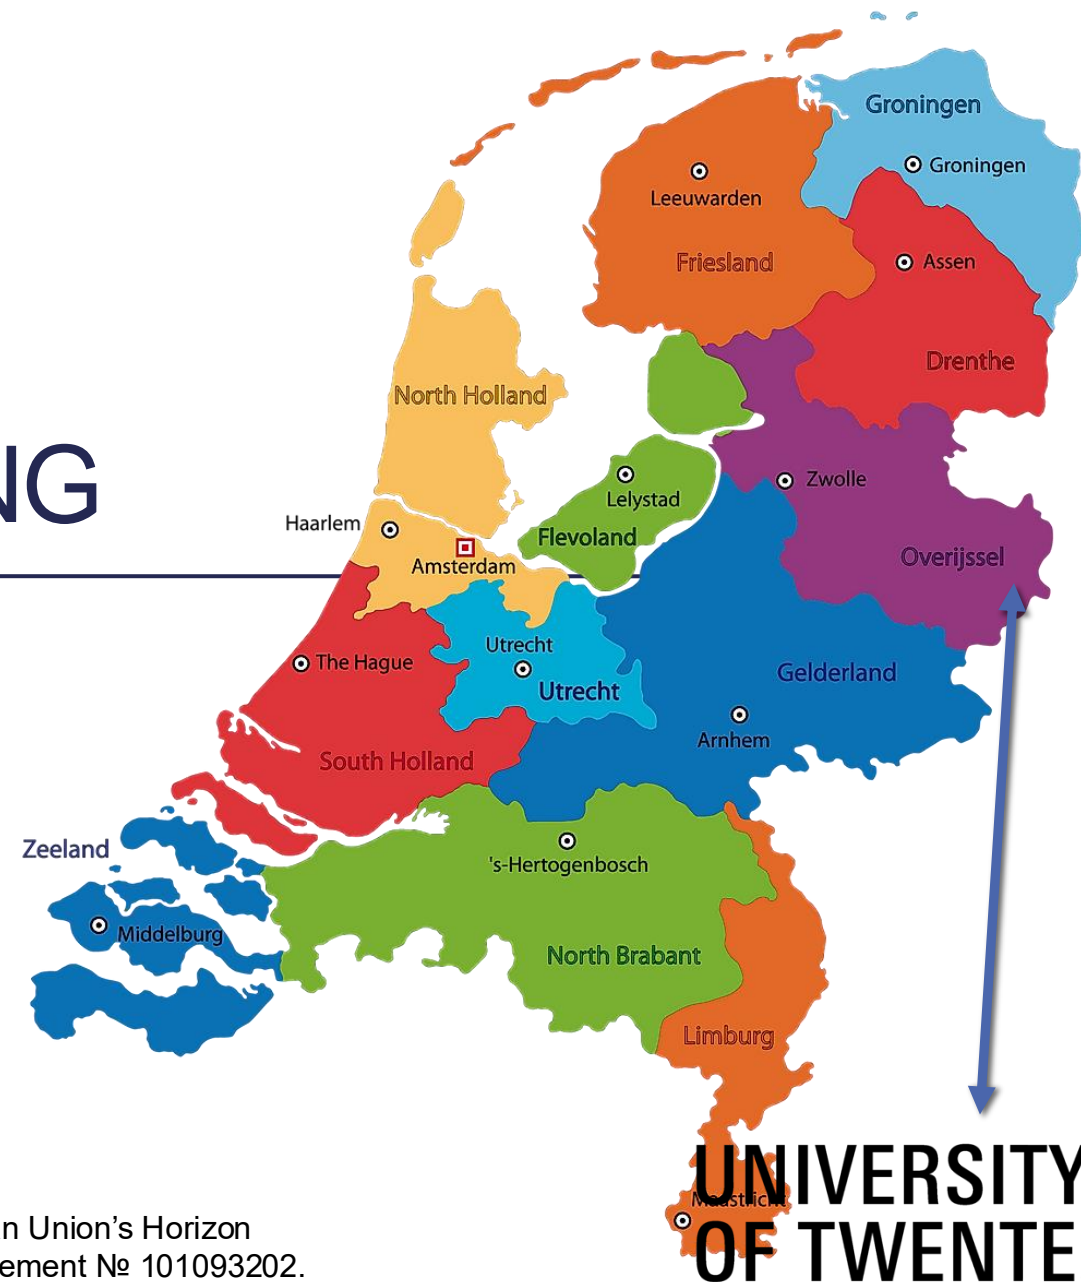 Groningen
Groningen
Leeuwarden
Friesland
Assen
Drenthe
North Holland
NG
Zwolle
Lelystad
Haarlem
Flevoland
Overijssel
Amsterdam
Utrecht
The Hague
Gelderland
Utrecht
Arnhem
South Holland
Zeeland
's-Hertogenbosch
Middelburg
North Brabant
Limburg
UNIVERSITY
Maastricht
OF TWENTE
n Union’s Horizon
ement № 101093202.